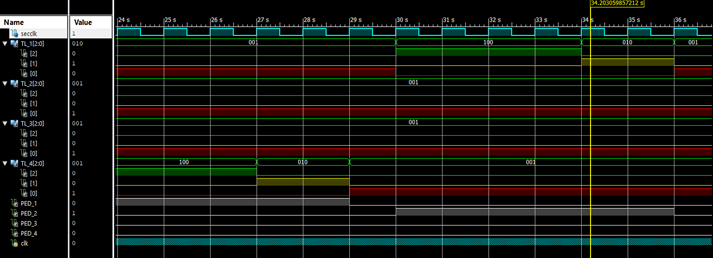 34.203059857212 s
Name Value 24 s 25 s 26 s 27 s 28 s 29 s 30 s 31 s 32 s 33 s 34 s 35 s 36 s
secclk 1
TL_1[2:0] 010 001 100 010 001
[2] 0
[1] 1
[0] 0
TL_2[2:0] 001 001
[2] 0
[1] 0
[0] 1
TL_3[2:0] 001 001
[2] 0
[1] 0
[0] 1
TL_4[2:0] 001 100 010 001
[2] 0
[1] 0
[0] 1
PED_1 0
PED_2 1
PED_3 0
PED_4 0
clk 0